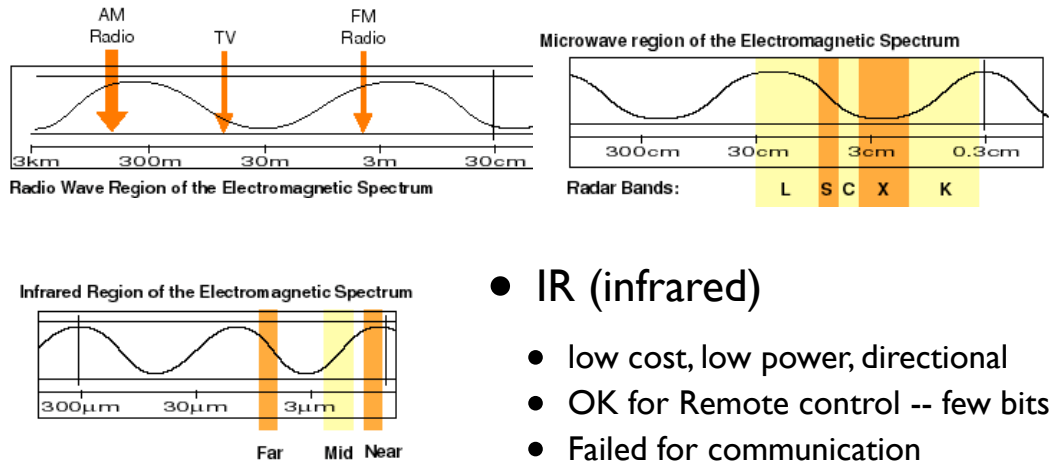 AM
Radio
TV
FM
Radio
3km 300m 30m 3m 30cm
Radio Wave Region of the Electromagnetic Spectrum
Microwave region of the Electromagnetic Spectrum
300cm 30cm 3cm 0.3cm
Radar Bands: L S C X K
Infrared Region of the Electromagnetic Spectrum
300µm 30µm 3µm
Far Mid Near
• IR (infrared)
• low cost, low power, directional
• OK for Remote control -- few bits
• Failed for communication